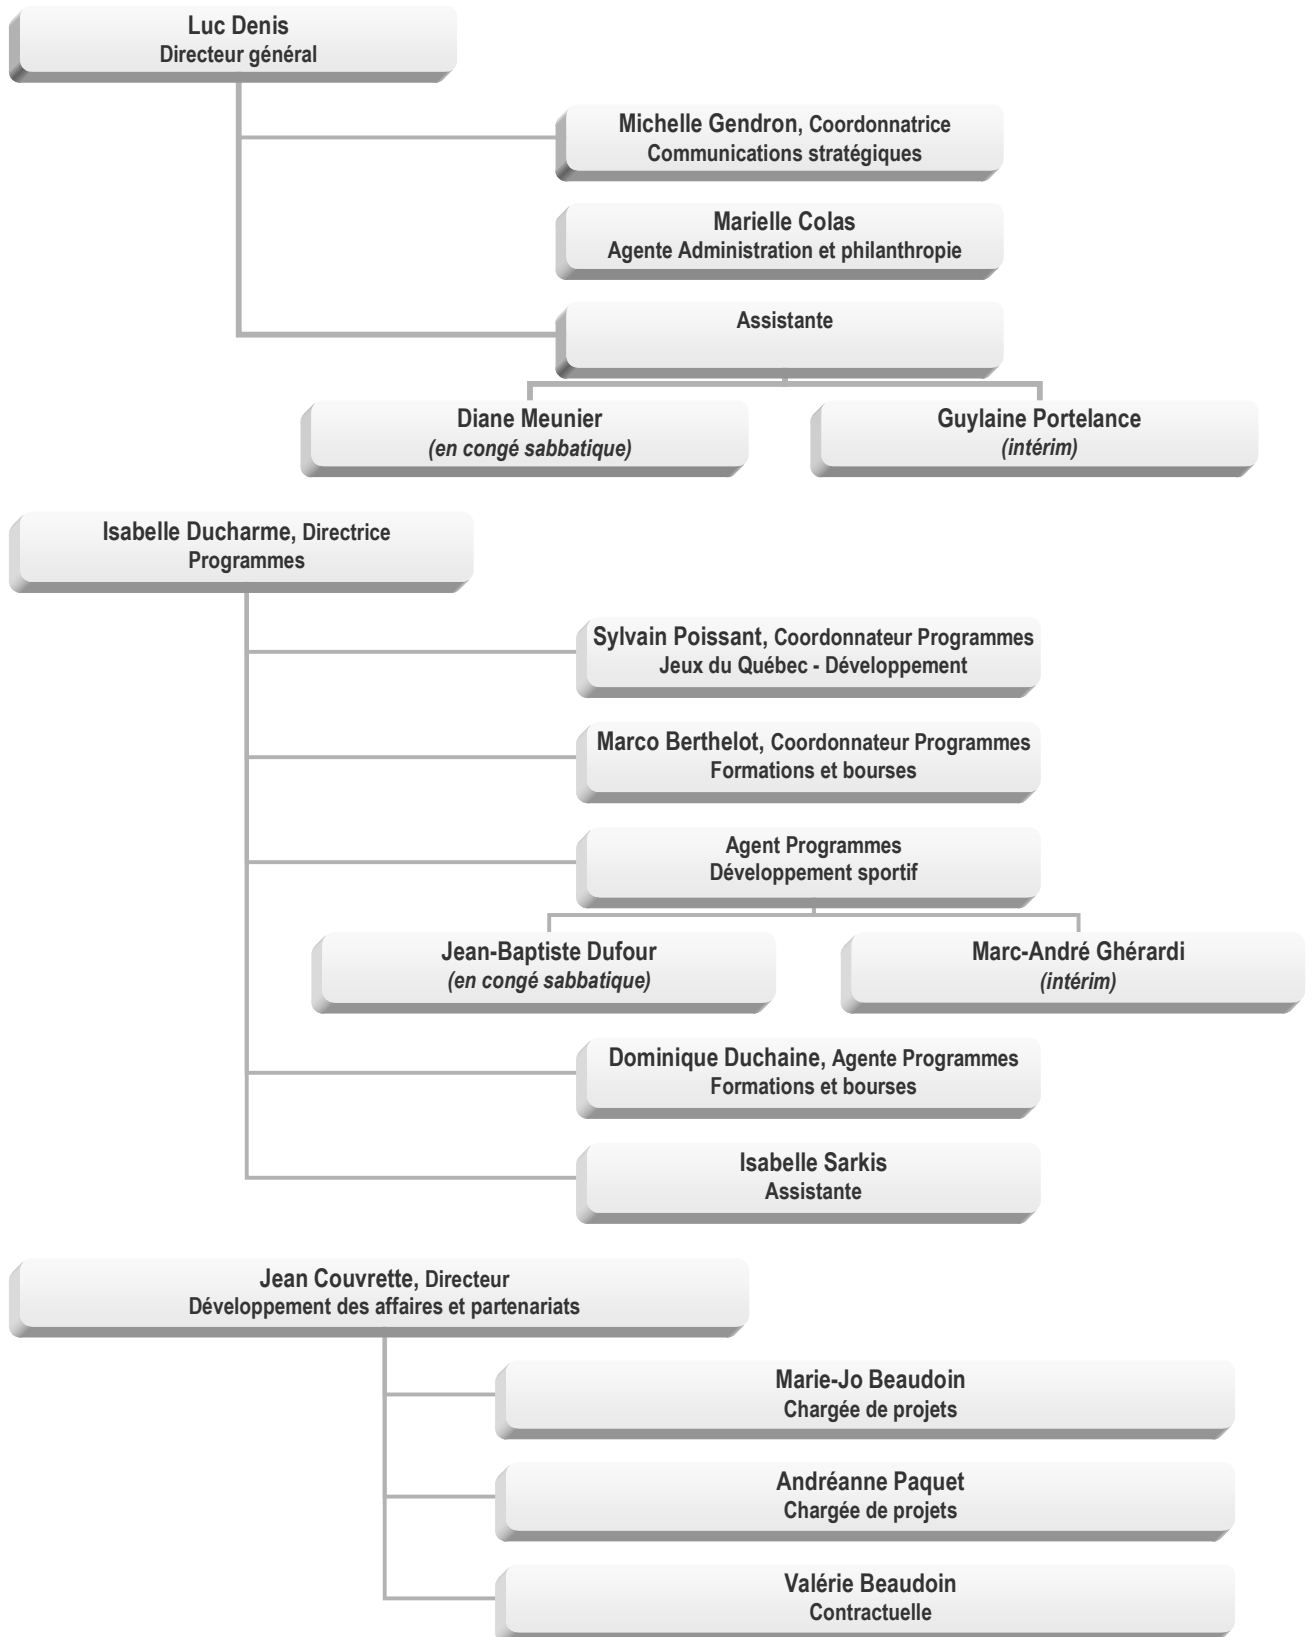 Luc Denis
Directeur général
Michelle Gendron, Coordonnatrice
Communications stratégiques
Marielle Colas
Agente Administration et philanthropie
Assistante
Diane Meunier
(en congé sabbatique)
Guylaine Portelance
(intérim)
Isabelle Ducharme, Directrice
Programmes
Sylvain Poissant, Coordonnateur Programmes
Jeux du Québec - Développement
Marco Berthelot, Coordonnateur Programmes
Formations et bourses
Agent Programmes
Développement sportif
Jean-Baptiste Dufour
(en congé sabbatique)
Marc-André Ghérardi
(intérim)
Dominique Duchaine, Agente Programmes
Formations et bourses
Isabelle Sarkis
Assistante
Jean Couvrette, Directeur
Développement des affaires et partenariats
Marie-Jo Beaudoin
Chargée de projets
Andréanne Paquet
Chargée de projets
Valérie Beaudoin
Contractuelle